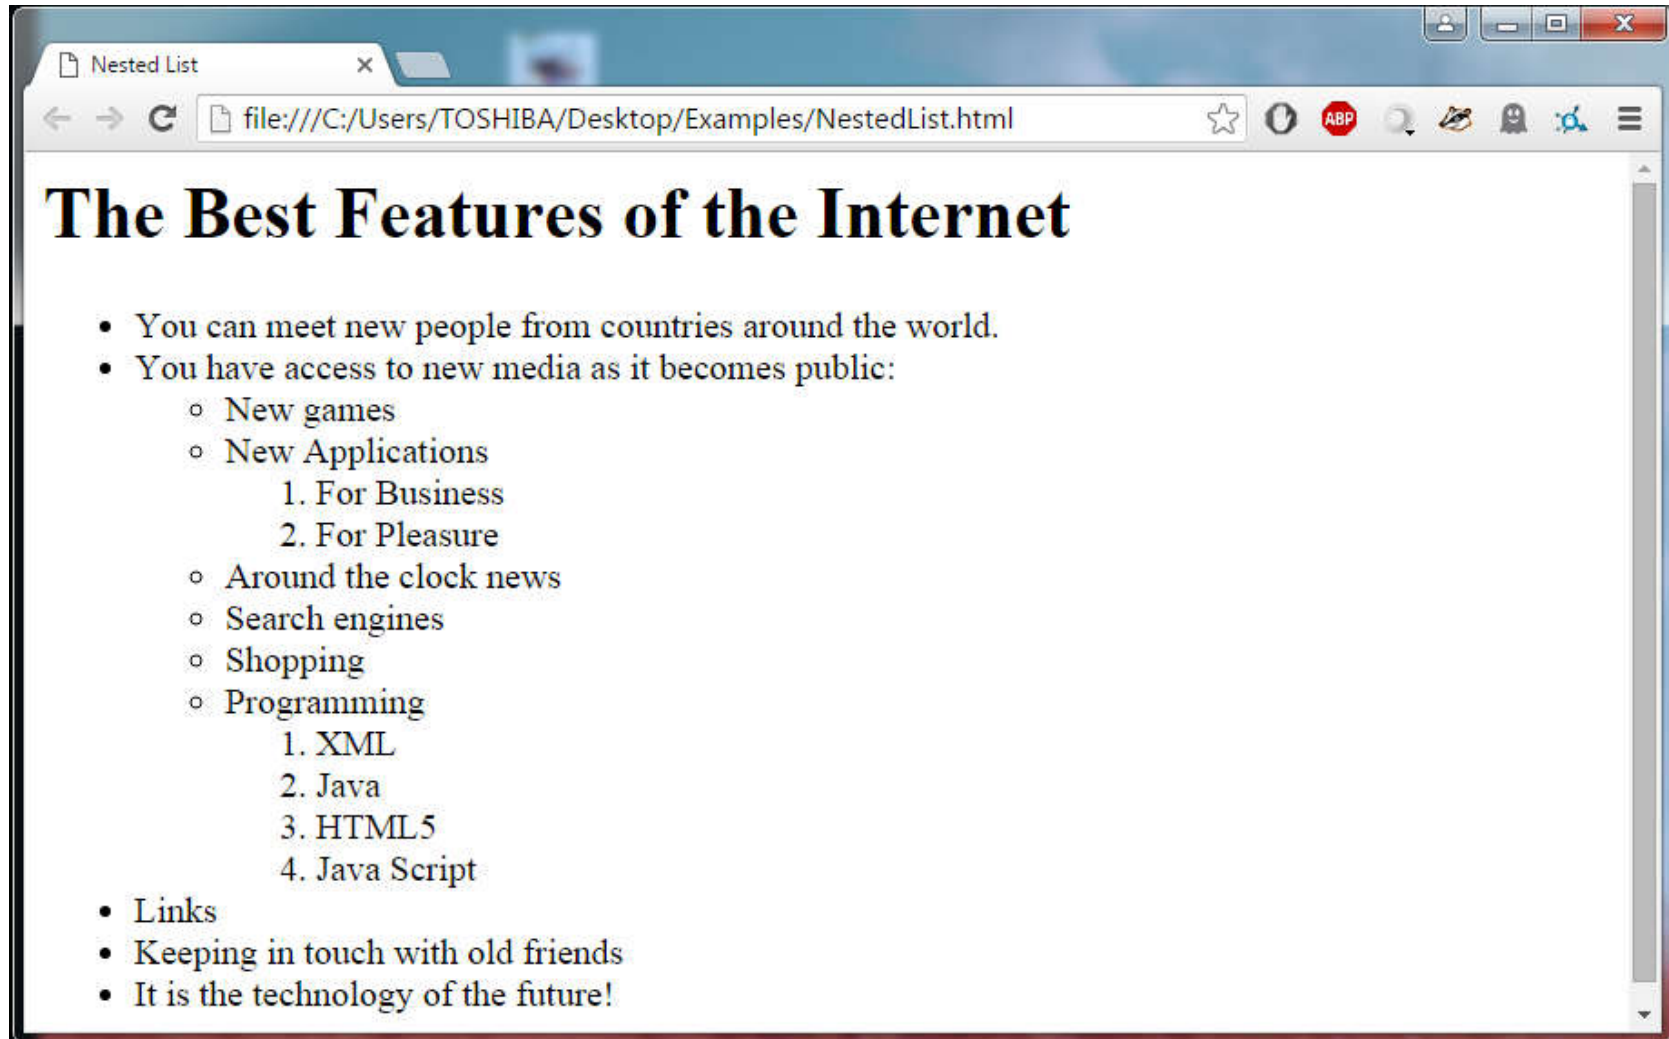 Nested List
file:///C:/Users/TOSHIBA/Desktop/Examples/NestedList.html
ABP
The Best Features of the Internet
• You can meet new people from countries around the world.
• You have access to new media as it becomes public:
◦ New games
◦ New Applications
1. For Business
2. For Pleasure
◦ Around the clock news
◦ Search engines
◦ Shopping
◦ Programming
1. XML
2. Java
3. HTML5
4. Java Script
• Links
• Keeping in touch with old friends
• It is the technology of the future!